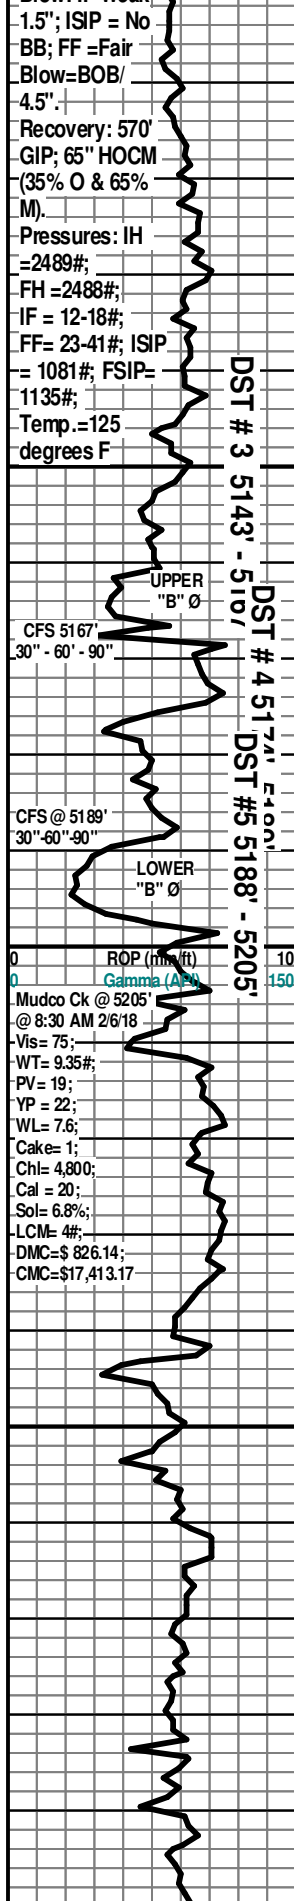 1.5"; ISIP = No
BB; FF =Fair
Blow=BOB/
4.5".
Recovery: 570'
GIP; 65" HOCM
(35% O & 65%
M).
Pressures: IH
=2489#;
FH =2488#;
IF = 12-18#;
FF= 23-41#; ISIP
= 1081#; FSIP=
1135#;
Temp.=125
degrees F
DST # 3 5143' - 5167
UPPER
"B" Ø
CFS 5167'
30" - 60' - 90"
DST # 4 5174' - 5189'
DST #5 5188' - 5205'
CFS @ 5189'
30"-60"-90"
LOWER
"B" Ø
0 ROP (min/ft) 10
0 Gamma (API) 150
Mudco Ck @ 5205'
@ 8:30 AM 2/6/18
Vis= 75;
WT= 9.35#;
PV= 19;
YP = 22;
WL= 7.6;
Cake= 1;
Chl= 4,800;
Cal = 20;
Sol= 6.8%;
LCM= 4#;
DMC=$ 826.14;
CMC=$17,413.17